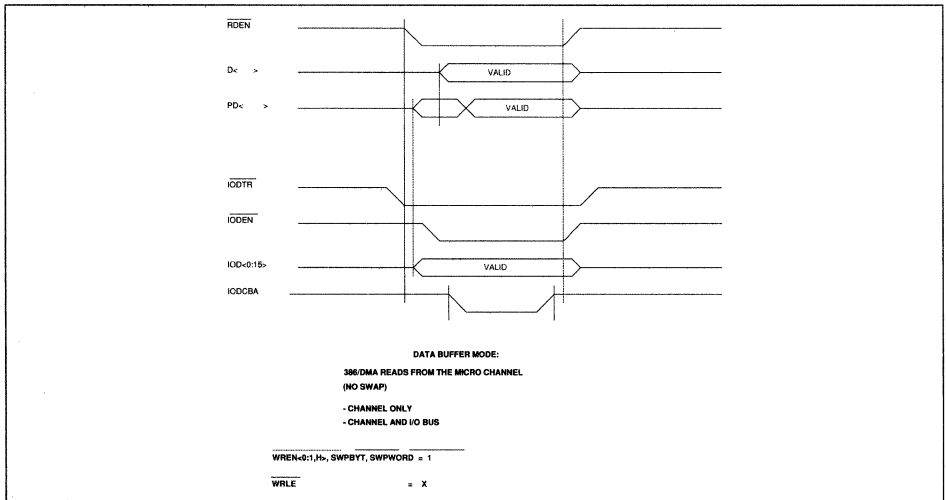 RDEN
D< >
VALID
PD< >
VALID
IODTR
IODEN
IOD<0:15>
VALID
IODCBA
DATA BUFFER MODE:
386/DMA READS FROM THE MICRO CHANNEL
(NO SWAP)
- CHANNEL ONLY
- CHANNEL AND I/O BUS
WREN<0:1,H>, SWPBYT, SWPWORD = 1
WRLE = X